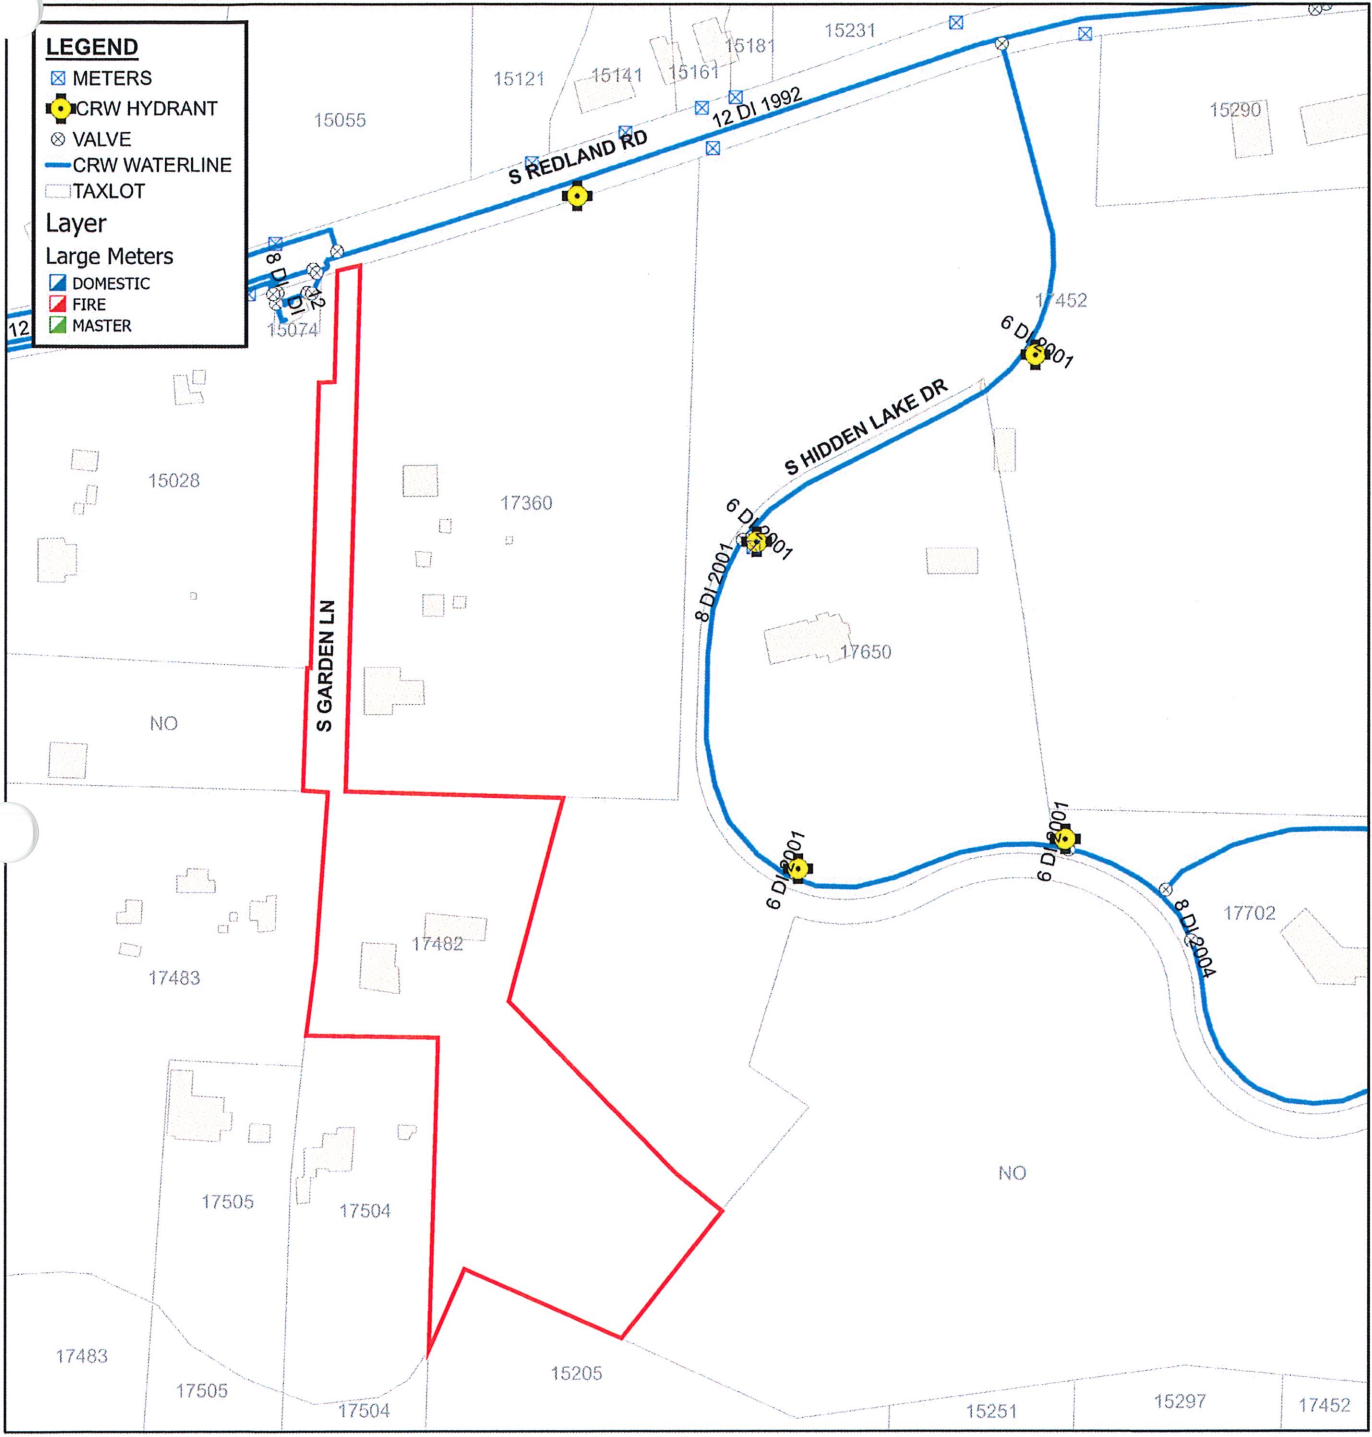 LEGEND
METERS
CRW HYDRANT
VALVE
CRW WATERLINE
TAXLOT
Layer
Large Meters
DOMESTIC
FIRE
MASTER
15231
15181
15121
15141
15161
15055
12 DI 1992
S REDLAND RD
15290
8 DI
DI
12
12
15074
17452
6 DI 2001
S HIDDEN LAKE DR
15028
17360
6 DI 2001
8 DI 2001
S GARDEN LN
17650
NO
6 DI 2001
6 DI 2001
17702
8 DI 2004
17482
17483
NO
17505
17504
17483
17505
17504
15205
15251
15297
17452